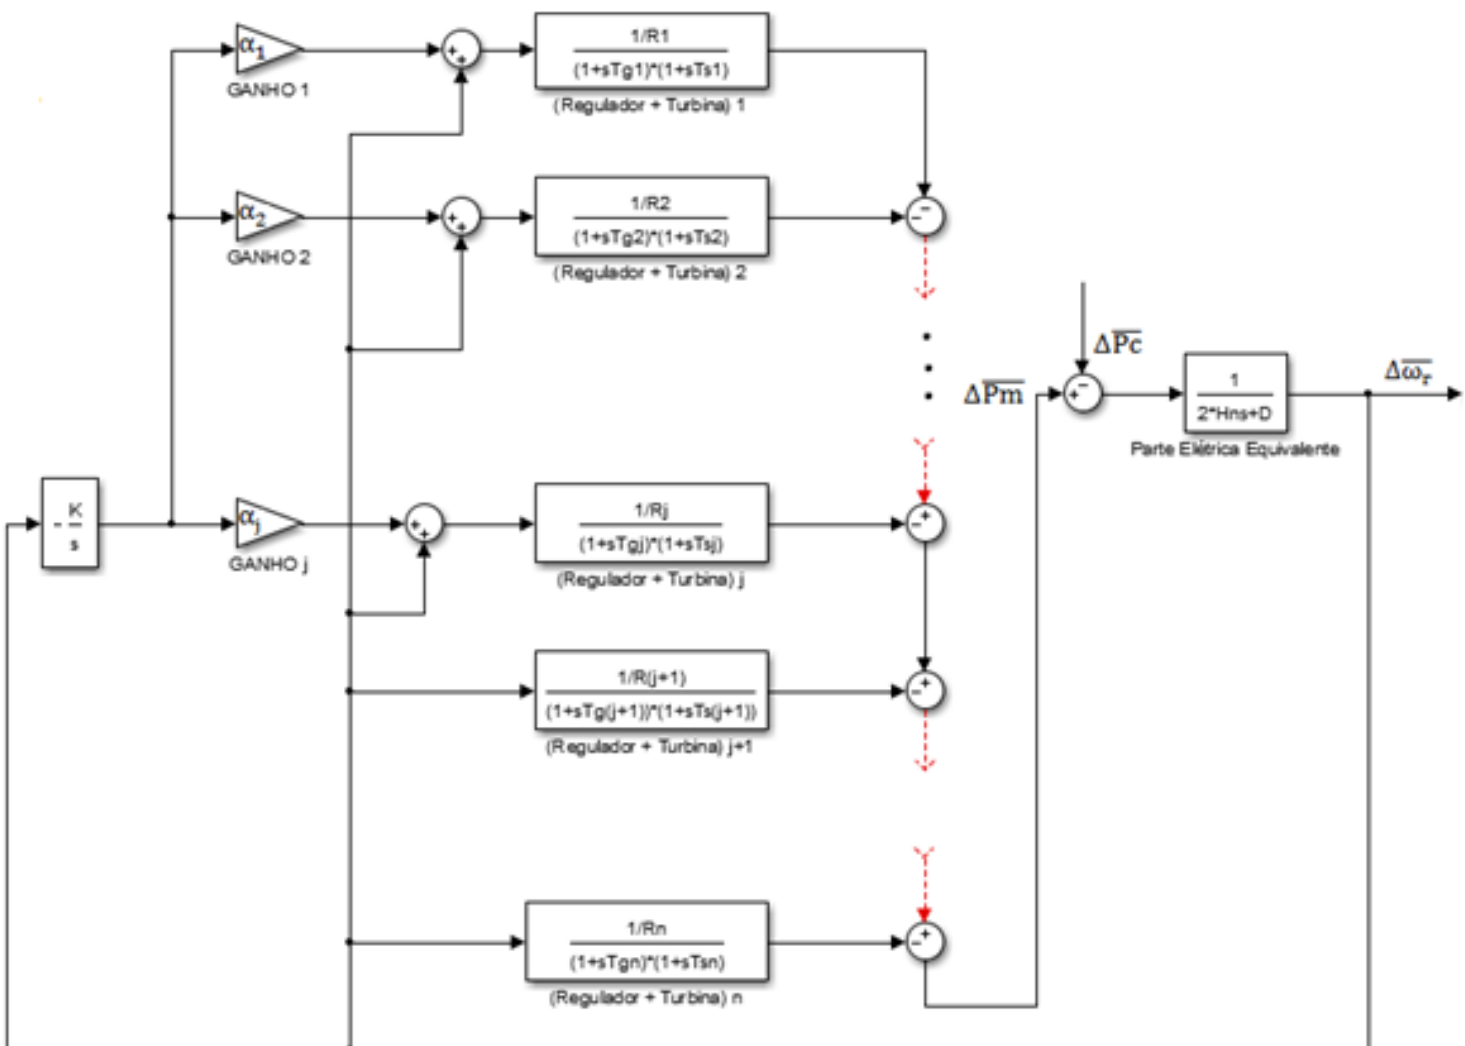 α1
GANHO 1
+
+
1/R1
(1+sTg1)*(1+sTs1)
(Regulador + Turbina) 1
α2
GANHO 2
+
+
1/R2
(1+sTg2)*(1+sTs2)
(Regulador + Turbina) 2
−
−
ΔPc
ΔPm
+
−
1
2*Hns+D
Parte Elétrica Equivalente
Δωr
- K
s
αj
GANHO j
+
+
1/Rj
(1+sTgj)*(1+sTsj)
(Regulador + Turbina) j
−
+
1/R(j+1)
(1+sTg(j+1))*(1+sTs(j+1))
(Regulador + Turbina) j+1
−
+
1/Rn
(1+sTgn)*(1+sTsn)
(Regulador + Turbina) n
−
+